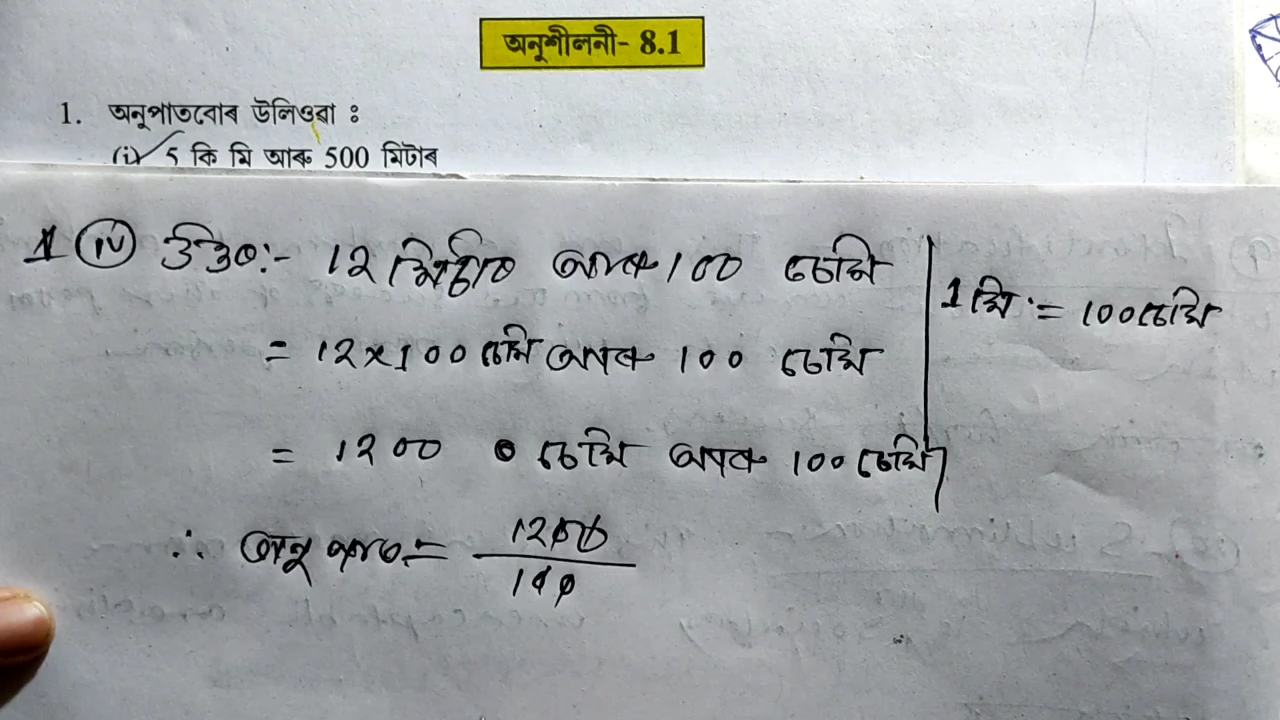 অনুশীলনী- 8.1
1. অনুপাতবোৰ উলিওৱা ঃ
(i) 5 কি মি আৰু 500 মিটাৰ
1 (iv) উত্তৰ:- 12 মিটাৰ আৰু 100 চেমি
1 মি. = 100 চেমি
= 12×100 চেমি আৰু 100 চেমি
= 1200 চেমি আৰু 100 চেমি
∴ অনুপাত = 1200
100